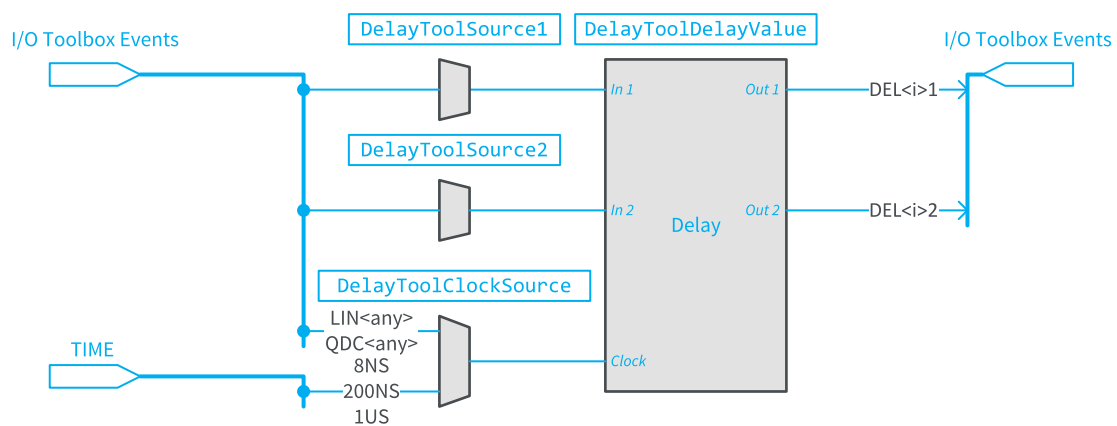 DelayToolSource1
DelayToolDelayValue
I/O Toolbox Events
I/O Toolbox Events
In 1
Out 1
DEL<i>1
DelayToolSource2
In 2
Out 2
DEL<i>2
Delay
DelayToolClockSource
LIN<any>
QDC<any>
TIME
8NS
Clock
200NS
1US